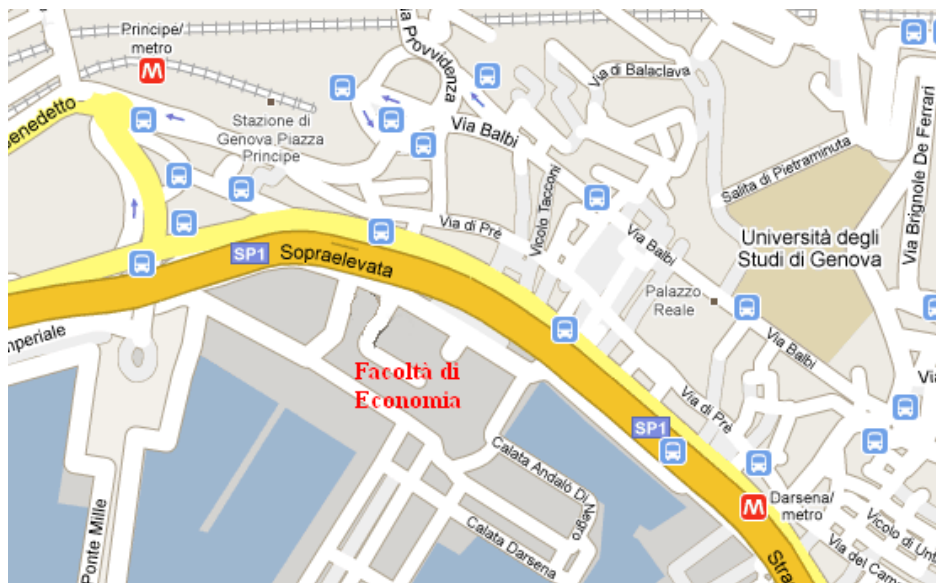 Principe/
metro
M
Stazione di
Genova Piazza
Principe
Provvidenza
Via Balbi
Via di Balaclava
Salita di Pietraminuta
Via Brignole De Ferrari
Benedetto
Via di Prè
Vicolo Tacconi
Via Balbi
Università degli
Studi di Genova
SP1
Sopraelevata
Palazzo
Reale
Via Balbi
mperiale
Facoltà di
Economia
Via di Prè
SP1
Via
Calata Andalò Di Negro
M
Darsena/
metro
Ponte Mille
Calata Darsena
Vicolo di Unt
Via del Cam
Stra